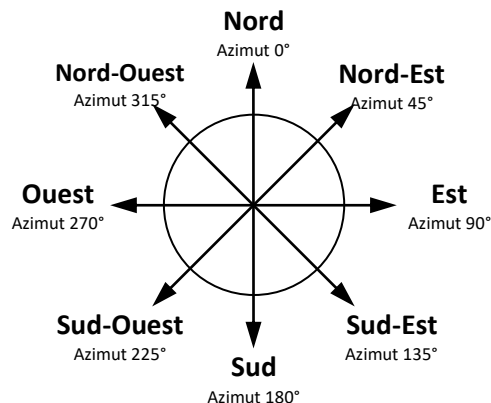 Nord
Azimut 0°
Nord-Ouest
Azimut 315°
Nord-Est
Azimut 45°
Ouest
Azimut 270°
Est
Azimut 90°
Sud-Ouest
Azimut 225°
Sud-Est
Azimut 135°
Sud
Azimut 180°